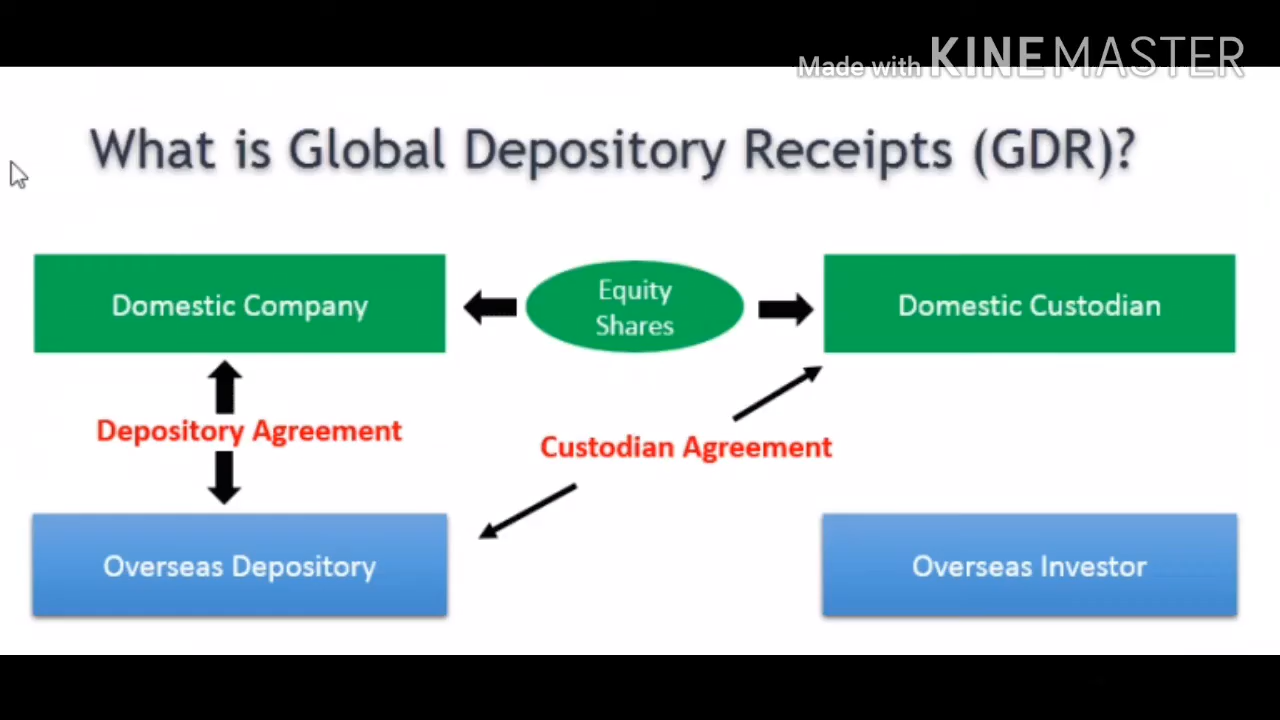 Made with KINEMASTER
What is Global Depository Receipts (GDR)?
Domestic Company
Equity
Shares
Domestic Custodian
Depository Agreement
Custodian Agreement
Overseas Depository
Overseas Investor